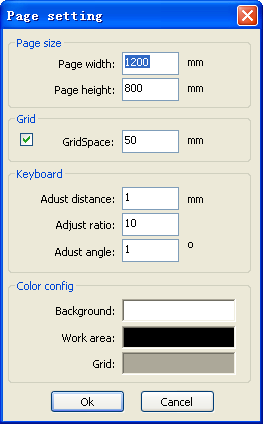 Page setting
Page size
Page width: 1200 mm
Page height: 800 mm
Grid
GridSpace: 50 mm
Keyboard
Adust distance: 1 mm
Adjust ratio: 10
Adust angle: 1 o
Color config
Background:
Work area:
Grid:
Ok Cancel